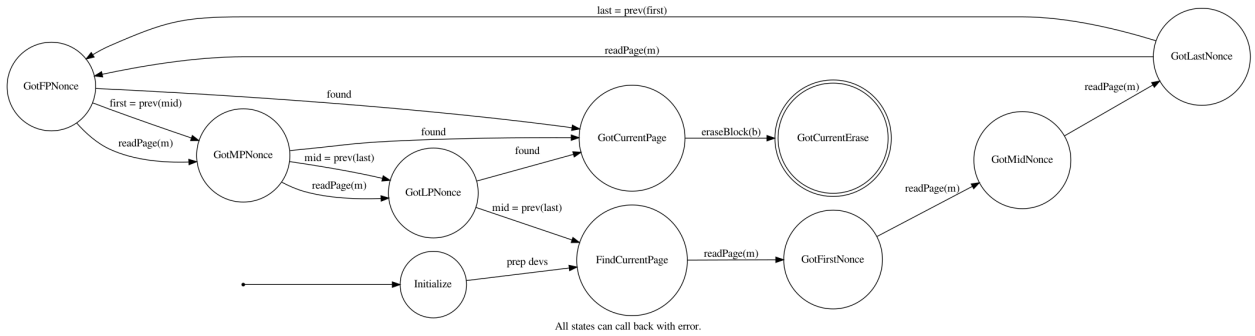 last = prev(first)
readPage(m)
GotLastNonce
GotFPNonce
found
first = prev(mid)
readPage(m)
readPage(m)
GotCurrentPage
eraseBlock(b)
GotCurrentErase
GotMPNonce
found
mid = prev(last)
readPage(m)
found
GotMidNonce
GotLPNonce
readPage(m)
mid = prev(last)
FindCurrentPage
readPage(m)
GotFirstNonce
prep devs
Initialize
All states can call back with error.